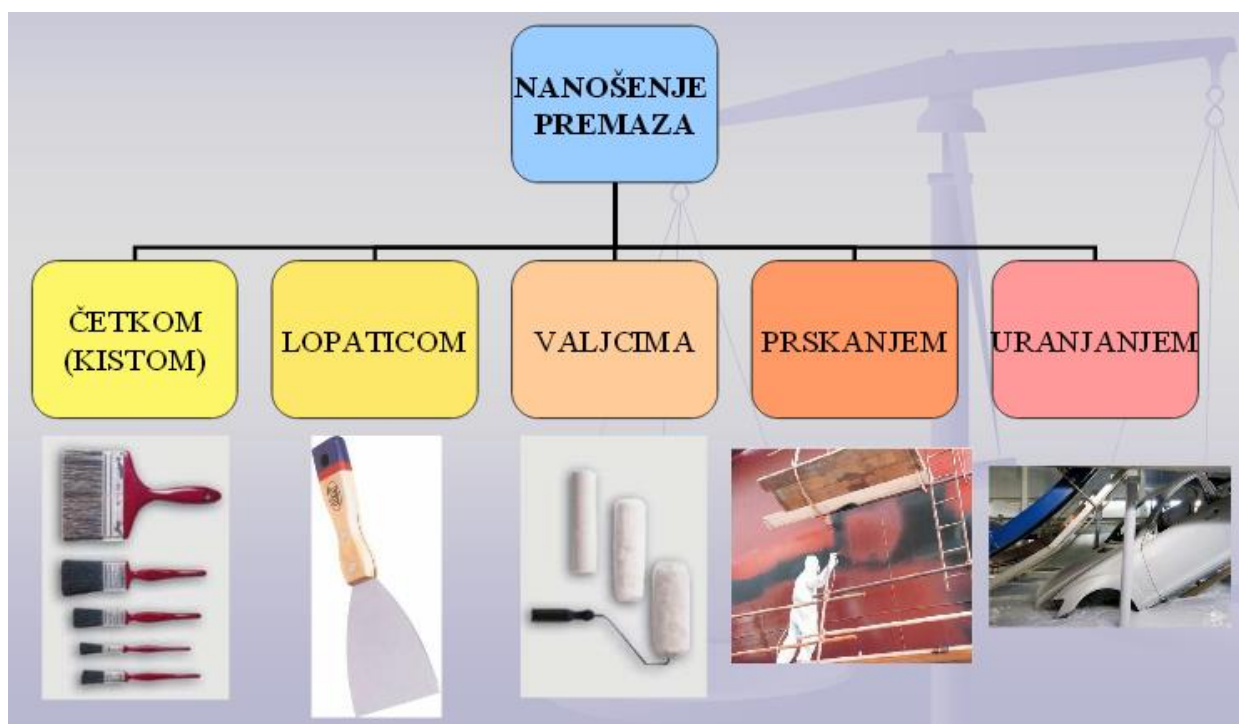 NANOŠENJE
PREMAZA
ČETKOM
(KISTOM)
LOPATICOM
VALJCIMA
PRSKANJEM
URANJANJEM